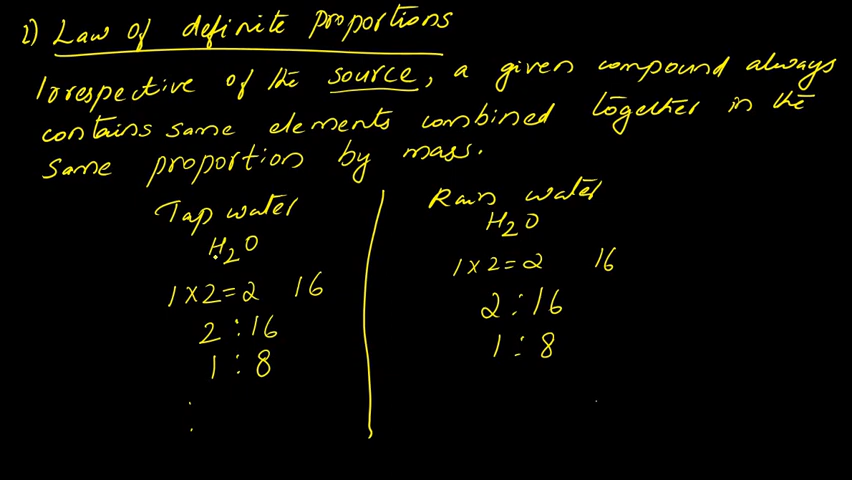 2) Law of definite proportions
Irrespective of the source, a given compound always
contains same elements combined together in the
same proportion by mass.
Tap water
H₂O
1 × 2 = 2 16
2 : 16
1 : 8
:
Rain water
H₂O
1 × 2 = 2 16
2 : 16
1 : 8